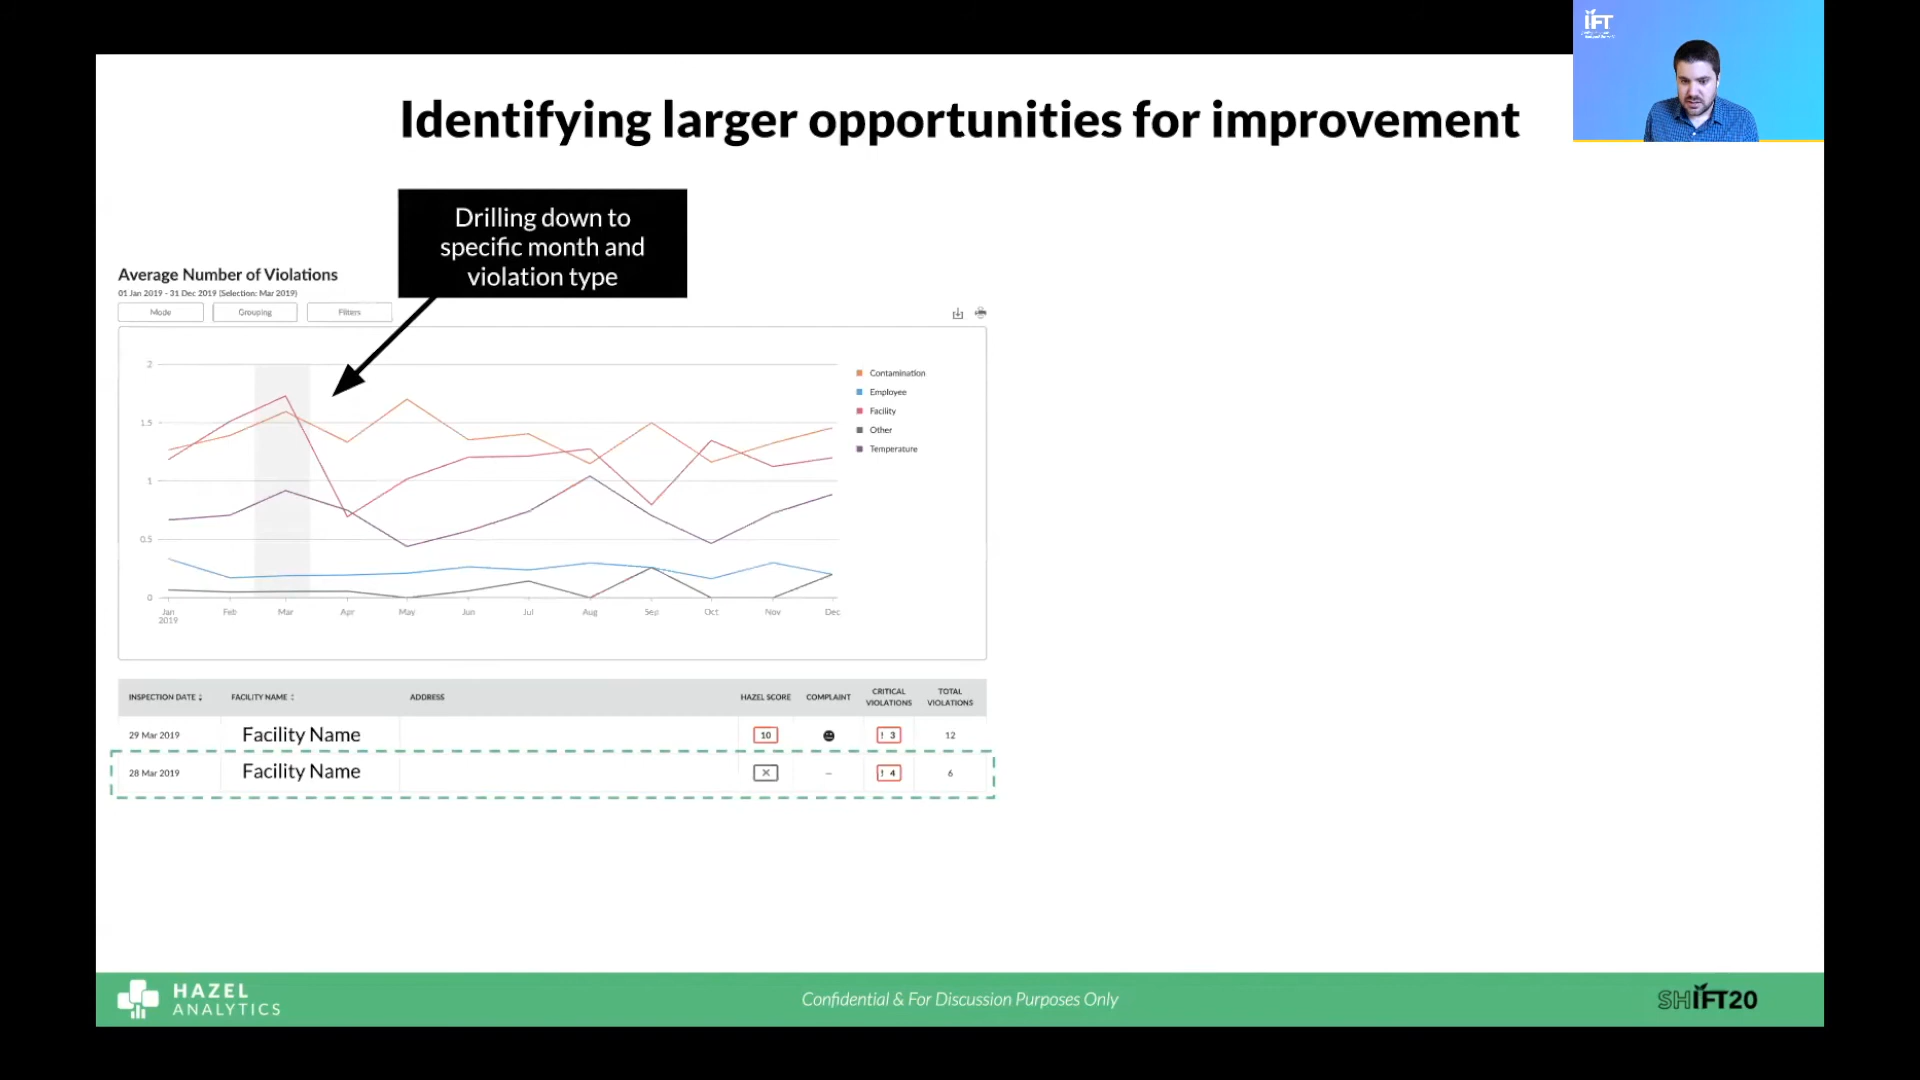 IFT
Identifying larger opportunities for improvement
Drilling down to
specific month and
violation type
Average Number of Violations
01 Jan 2019 - 31 Dec 2019 (Selection: Mar 2019)
Mode
Grouping
Filters
2
1.5
1
0.5
0
Jan
2019
Feb
Mar
Apr
May
Jun
Jul
Aug
Sep
Oct
Nov
Dec
Contamination
Employee
Facility
Other
Temperature
INSPECTION DATE
FACILITY NAME
ADDRESS
HAZEL SCORE
COMPLAINT
CRITICAL
VIOLATIONS
TOTAL
VIOLATIONS
29 Mar 2019
Facility Name
10
! 3
12
28 Mar 2019
Facility Name
–
! 4
6
HAZEL
ANALYTICS
Confidential & For Discussion Purposes Only
SHIFT20